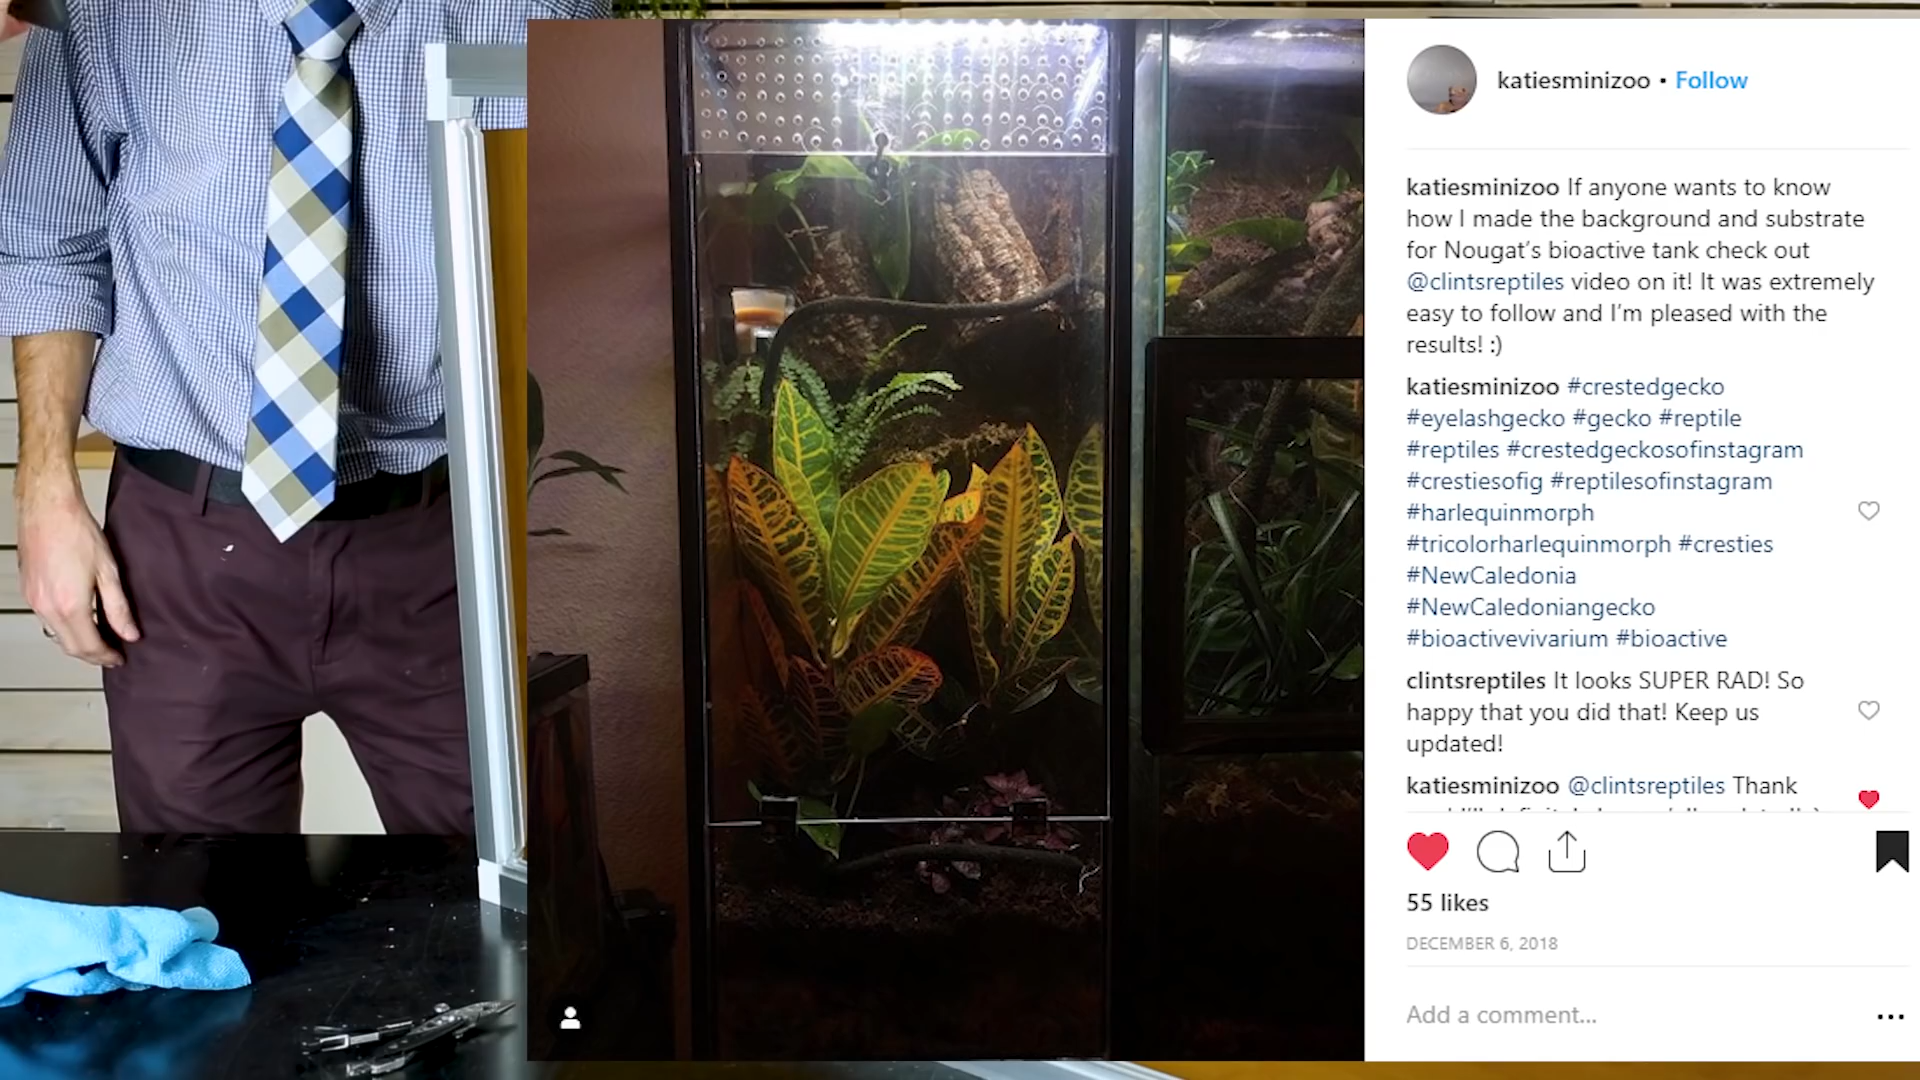 katiesminizoo • Follow
katiesminizoo If anyone wants to know
how I made the background and substrate
for Nougat's bioactive tank check out
@clintsreptiles video on it! It was extremely
easy to follow and I'm pleased with the
results! :)
katiesminizoo #crestedgecko
#eyelashgecko #gecko #reptile
#reptiles #crestedgeckosofinstagram
#crestiesofig #reptilesofinstagram
#harlequinmorph
#tricolorharlequinmorph #cresties
#NewCaledonia
#NewCaledoniangecko
#bioactivevivarium #bioactive
clintsreptiles It looks SUPER RAD! So
happy that you did that! Keep us
updated!
katiesminizoo @clintsreptiles Thank
55 likes
DECEMBER 6, 2018
Add a comment...